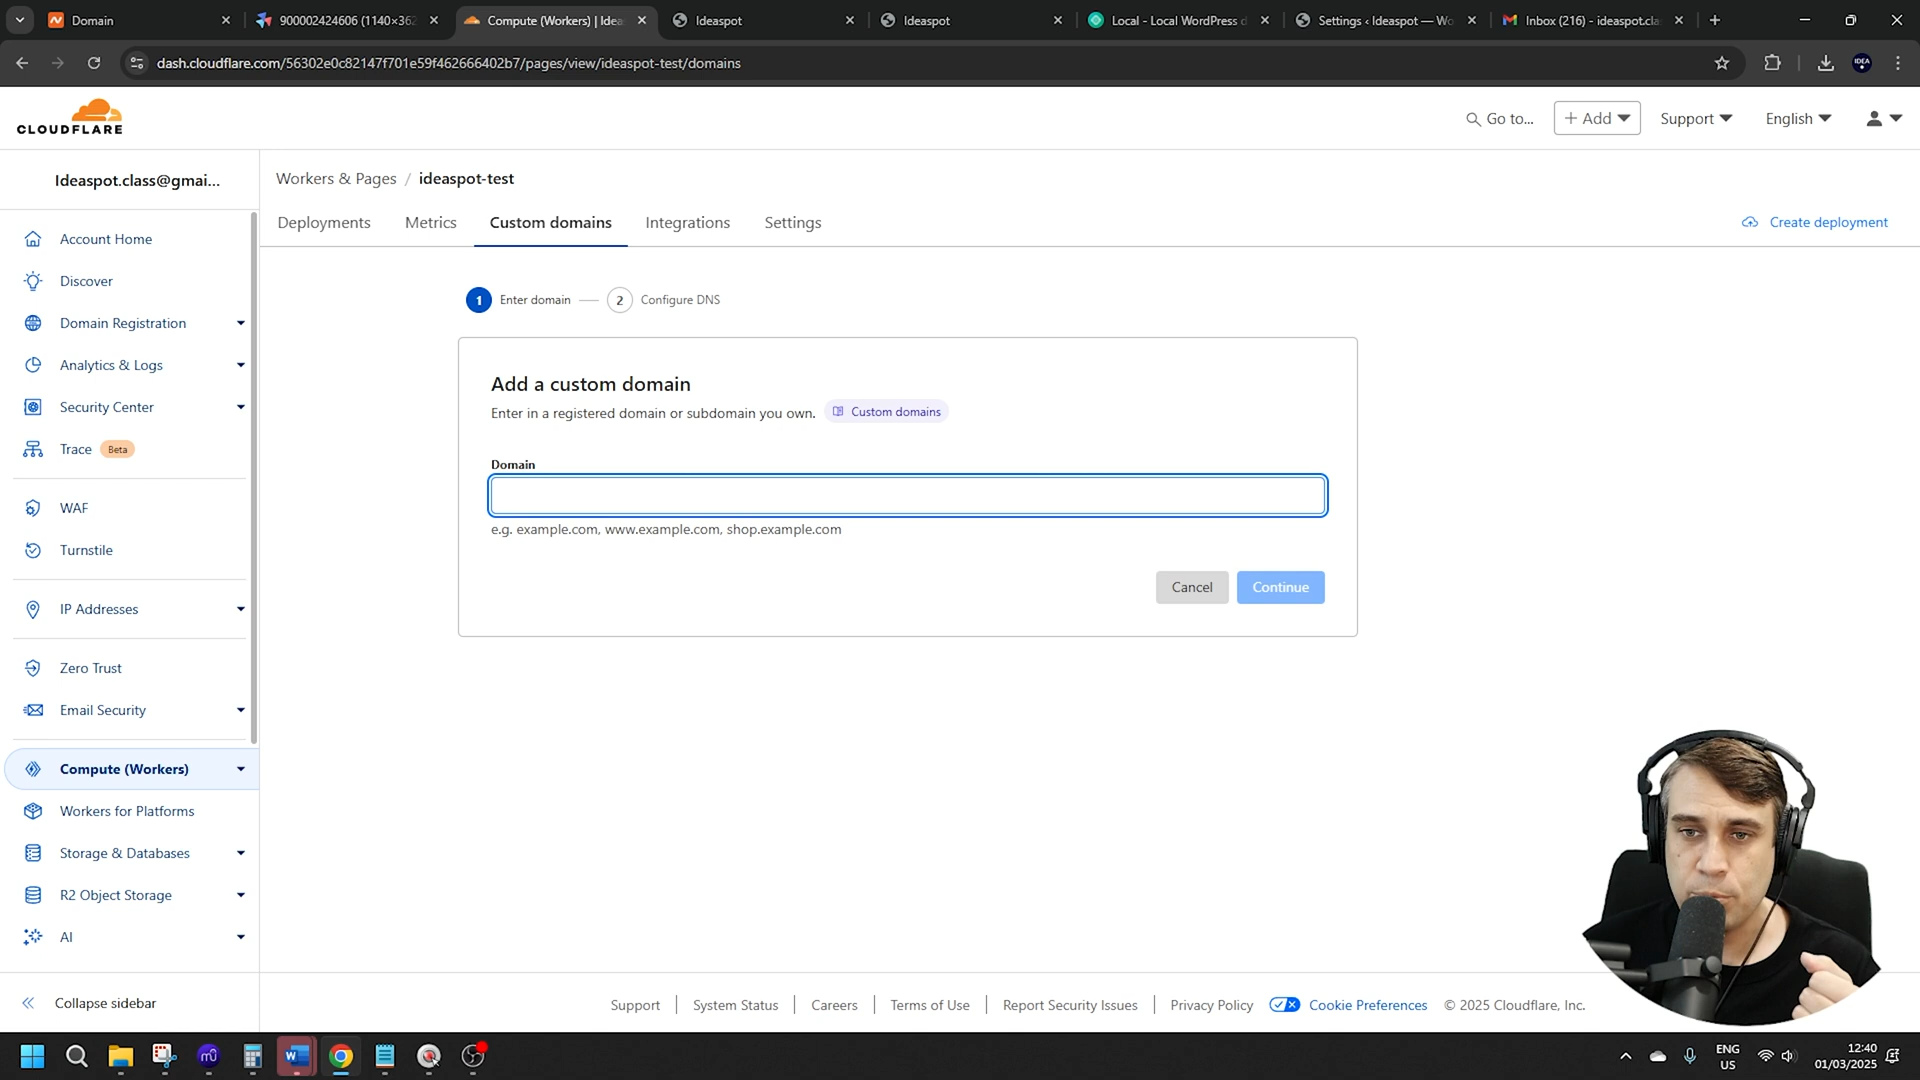 Domain
900002424606 (1140×362
Compute (Workers) | Ideas
Ideaspot
Ideaspot
Local - Local WordPress d
Settings ‹ Ideaspot — Wo
Inbox (216) - ideaspot.cla
dash.cloudflare.com/56302e0c82147f701e59f462666402b7/pages/view/ideaspot-test/domains
IDEA
CLOUDFLARE
Go to...
+ Add
Support
English
Ideaspot.class@gmai...
Workers & Pages / ideaspot-test
Deployments
Metrics
Custom domains
Integrations
Settings
Create deployment
Account Home
Discover
Domain Registration
Analytics & Logs
Security Center
Trace Beta
WAF
Turnstile
IP Addresses
Zero Trust
Email Security
Compute (Workers)
Workers for Platforms
Storage & Databases
R2 Object Storage
AI
Collapse sidebar
1 Enter domain
2 Configure DNS
Add a custom domain
Enter in a registered domain or subdomain you own.
Custom domains
Domain
e.g. example.com, www.example.com, shop.example.com
Cancel
Continue
Support
System Status
Careers
Terms of Use
Report Security Issues
Privacy Policy
Cookie Preferences
© 2025 Cloudflare, Inc.
ENG
US
12:40
01/03/2025